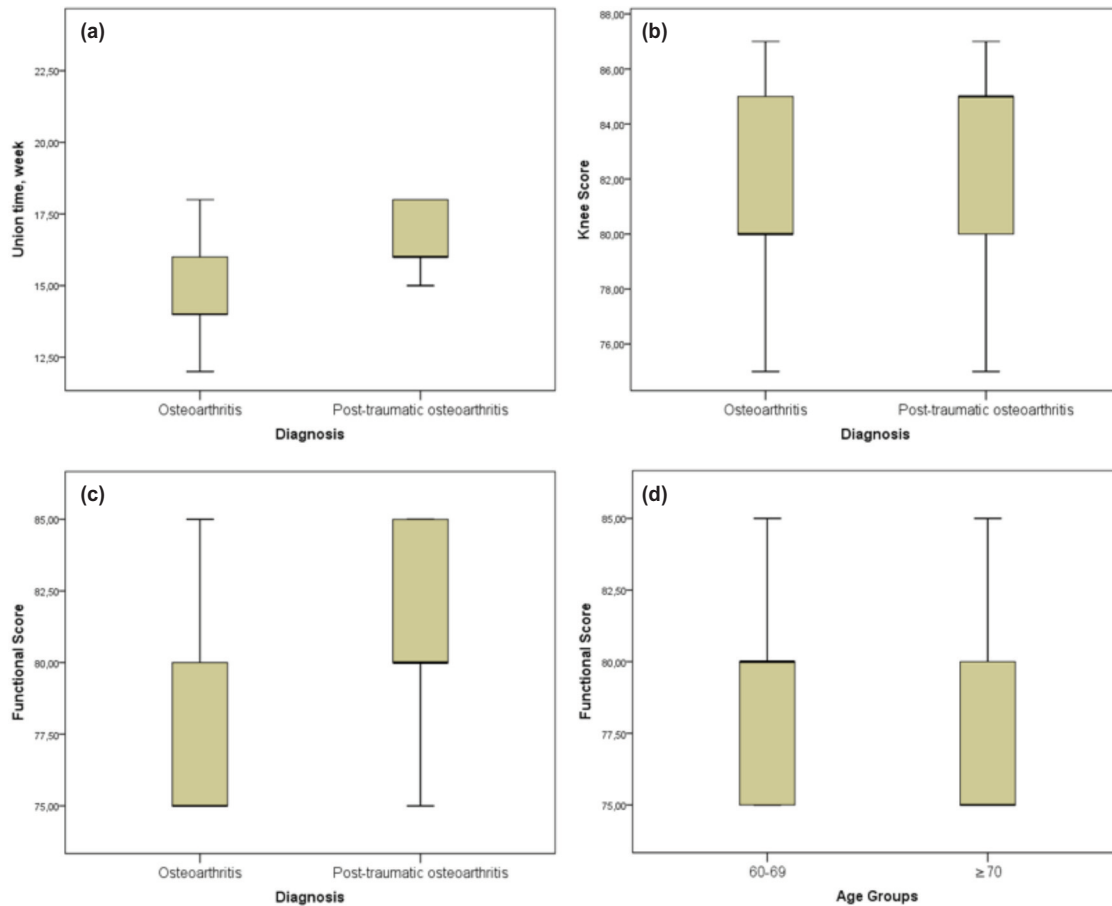 (a)
Union time, week
22,50
20,00
17,50
15,00
12,50
Osteoarthritis
Post-traumatic osteoarthritis
Diagnosis
(b)
Knee Score
88,00
86,00
84,00
82,00
80,00
78,00
76,00
Osteoarthritis
Post-traumatic osteoarthritis
Diagnosis
(c)
Functional Score
85,00
82,50
80,00
77,50
75,00
Osteoarthritis
Post-traumatic osteoarthritis
Diagnosis
(d)
Functional Score
85,00
82,50
80,00
77,50
75,00
60-69
≥70
Age Groups